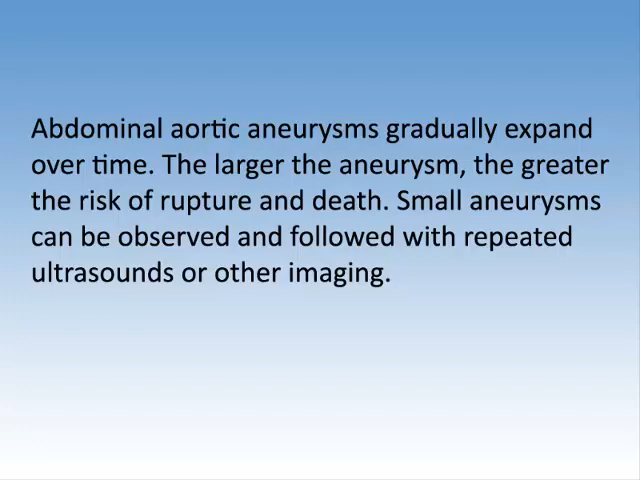 Abdominal aortic aneurysms gradually expand
over time. The larger the aneurysm, the greater
the risk of rupture and death. Small aneurysms
can be observed and followed with repeated
ultrasounds or other imaging.